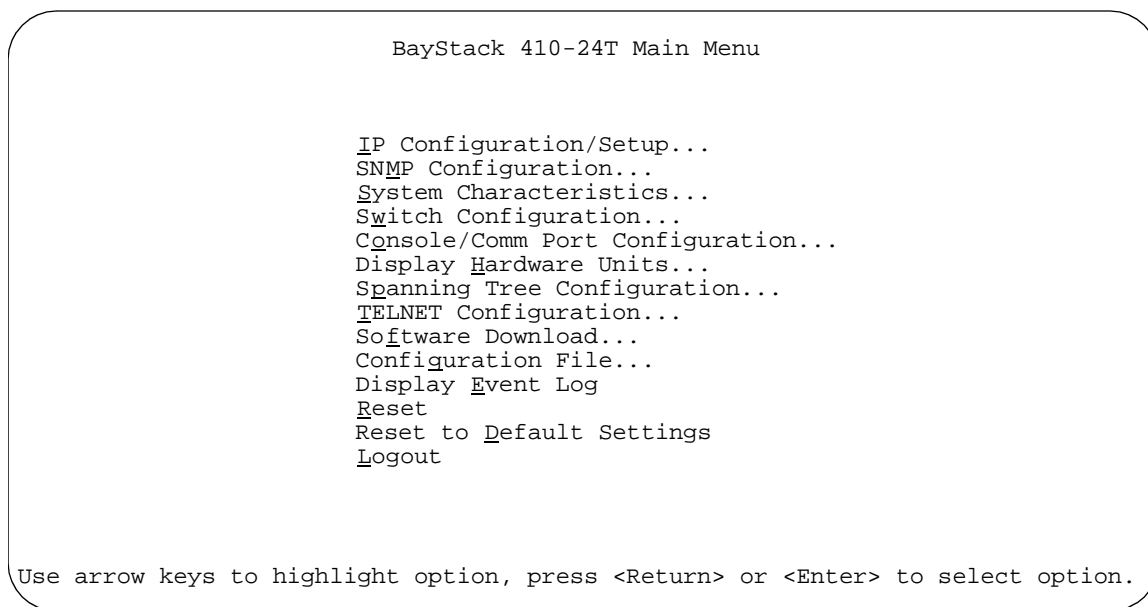 BayStack 410-24T Main Menu
IP Configuration/Setup...
SNMP Configuration...
System Characteristics...
Switch Configuration...
Console/Comm Port Configuration...
Display Hardware Units...
Spanning Tree Configuration...
TELNET Configuration...
Software Download...
Configuration File...
Display Event Log
Reset
Reset to Default Settings
Logout
Use arrow keys to highlight option, press <Return> or <Enter> to select option.